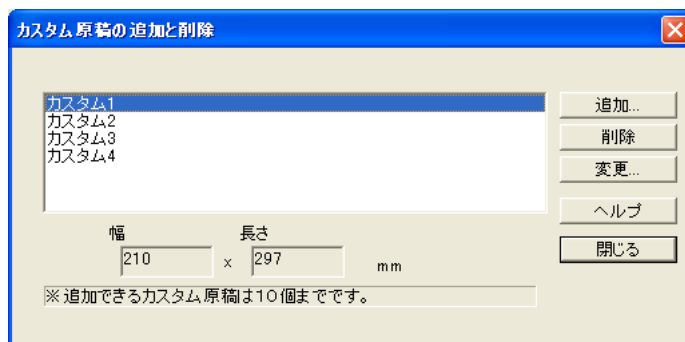 カスタム原稿の追加と削除
カスタム1
カスタム2
カスタム3
カスタム4
追加...
削除
変更...
ヘルプ
閉じる
幅 長さ
210 x 297 mm
※追加できるカスタム原稿は10個までです。